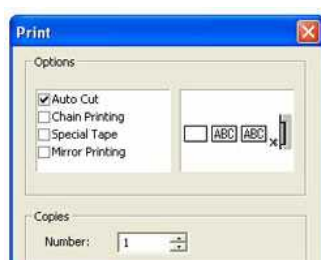 Print
Options
Auto Cut
Chain Printing
Special Tape
Mirror Printing
ABC ABC
Copies
Number: 1